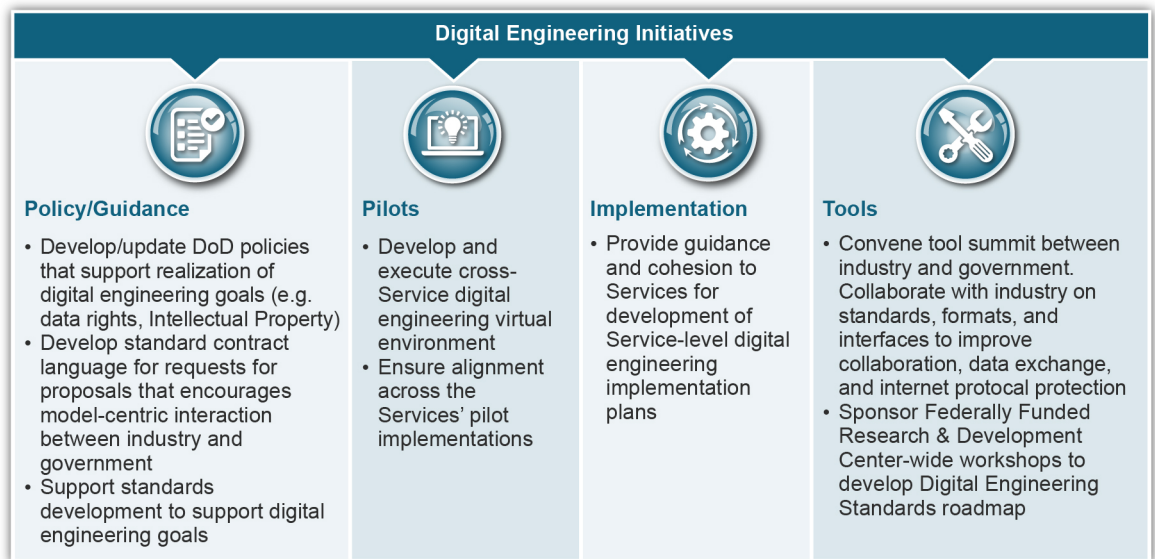 Digital Engineering Initiatives
Policy/Guidance
• Develop/update DoD policies
that support realization of
digital engineering goals (e.g.
data rights, Intellectual Property)
• Develop standard contract
language for requests for
proposals that encourages
model-centric interaction
between industry and
government
• Support standards
development to support digital
engineering goals
Pilots
• Develop and
execute cross-
Service digital
engineering virtual
environment
• Ensure alignment
across the
Services’ pilot
implementations
Implementation
• Provide guidance
and cohesion to
Services for
development of
Service-level digital
engineering
implementation
plans
Tools
• Convene tool summit between
industry and government.
Collaborate with industry on
standards, formats, and
interfaces to improve
collaboration, data exchange,
and internet protocal protection
• Sponsor Federally Funded
Research & Development
Center-wide workshops to
develop Digital Engineering
Standards roadmap